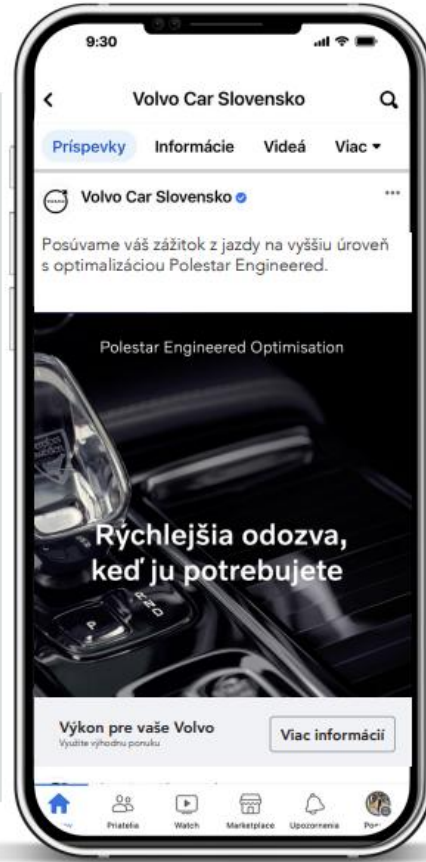 9:30
Volvo Car Slovensko
Príspevky Informácie Videá Viac
Volvo Car Slovensko
Posúvame váš zážitok z jazdy na vyššiu úroveň
s optimalizáciou Polestar Engineered.
Polestar Engineered Optimisation
Rýchlejšia odozva,
keď ju potrebujete
R
N
D
P
Výkon pre vaše Volvo
Využite výhodnu ponuku
Viac informácií
Priatelia Watch Marketplace Upozornenia